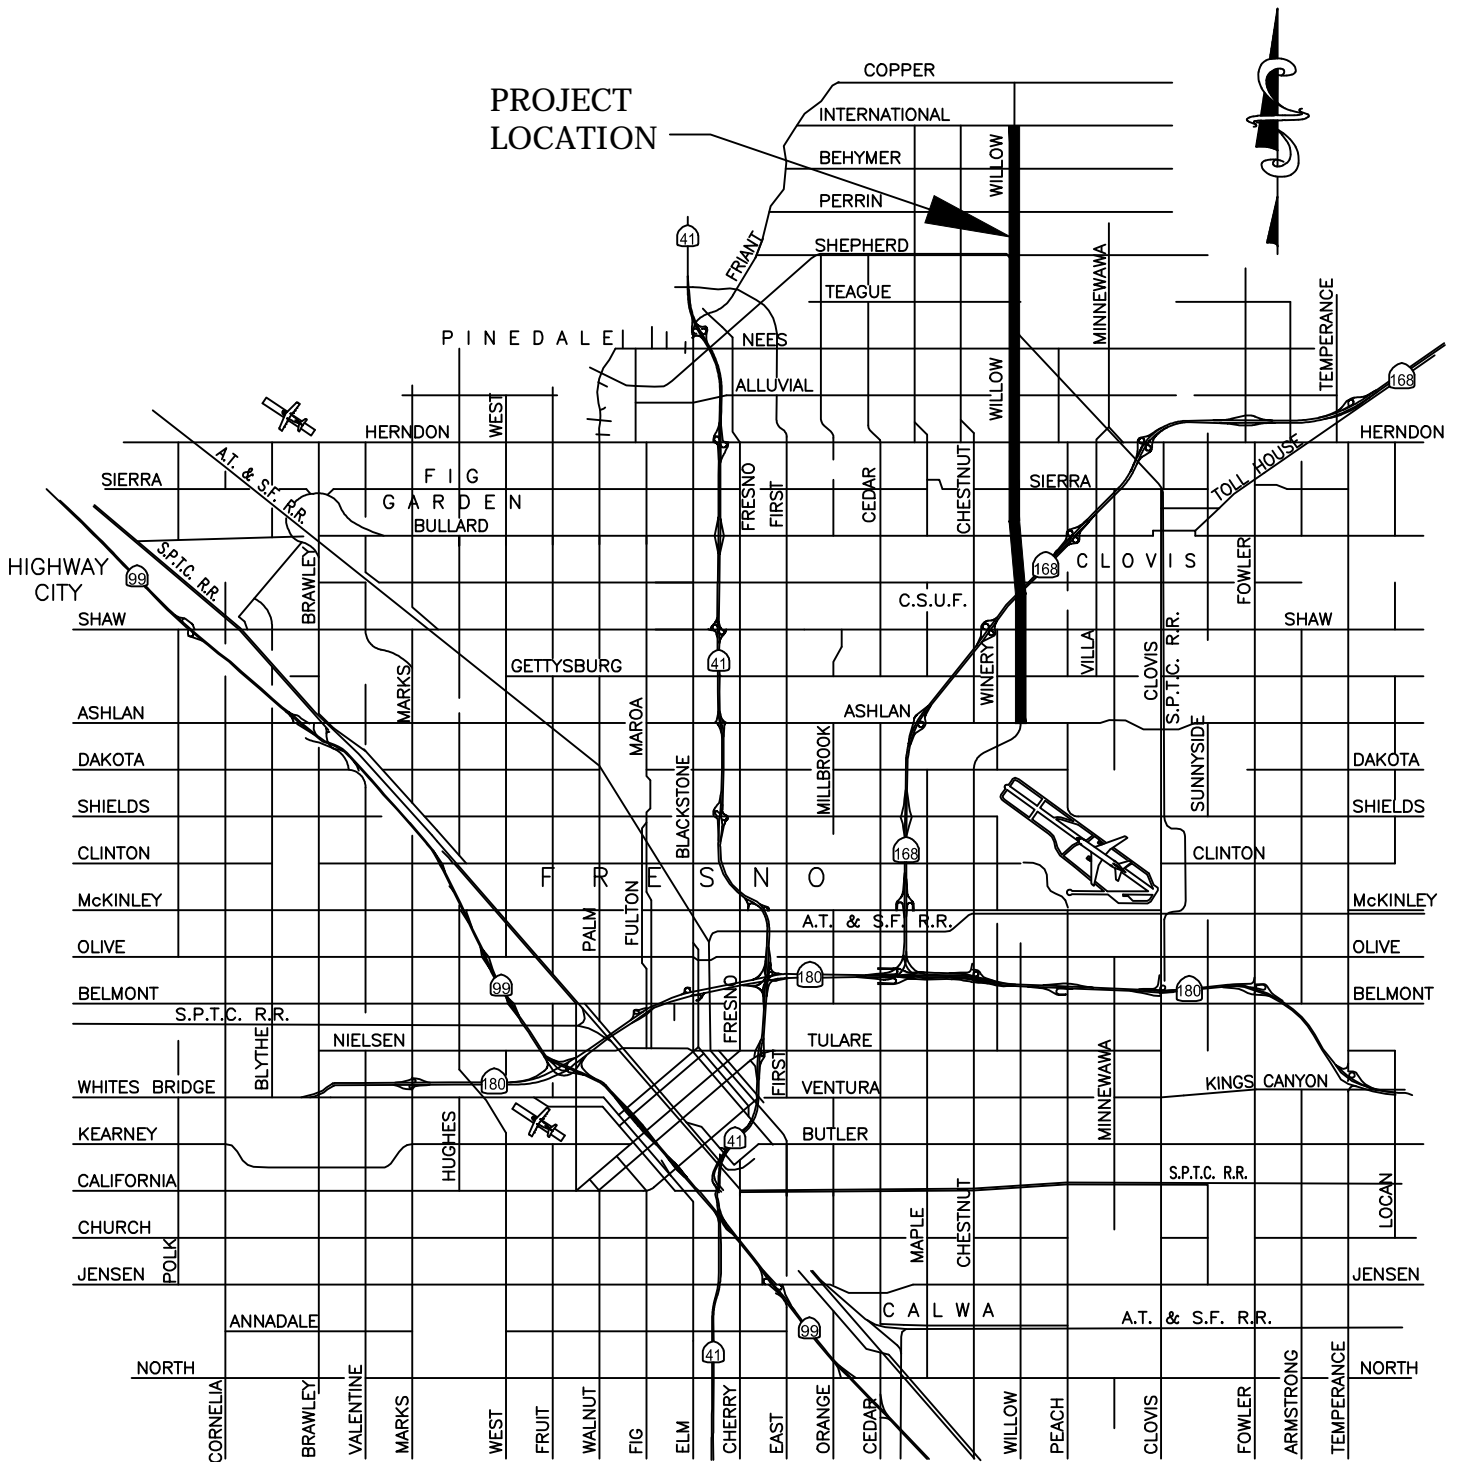 COPPER
PROJECT
LOCATION
INTERNATIONAL
WILLOW
BEHYMER
PERRIN
41
FRIANT
SHEPHERD
MINNEWAWA
TEAGUE
TEMPERANCE
PINEDALE
NEES
168
ALLUVIAL
WILLOW
WEST
HERNDON
HERNDON
A.T. & S.F. R.R.
FIG
GARDEN
SIERRA
BULLARD
FRESNO
FIRST
CEDAR
CHESTNUT
SIERRA
TOLL HOUSE
HIGHWAY
CITY
99
S.P.T.C. R.R.
BRAWLEY
168
CLOVIS
FOWLER
C.S.U.F.
SHAW
SHAW
41
GETTYSBURG
WINERY
VILLA
CLOVIS
S.P.T.C. R.R.
MARKS
ASHLAN
MAROA
ASHLAN
SUNNYSIDE
DAKOTA
BLACKSTONE
MILLBROOK
DAKOTA
SHIELDS
SHIELDS
CLINTON
168
CLINTON
FRESNO
McKINLEY
PALM
FULTON
A.T. & S.F. R.R.
McKINLEY
OLIVE
OLIVE
180
99
180
BELMONT
FRESNO
BELMONT
S.P.T.C. R.R.
BLYTHE
NIELSEN
TULARE
FIRST
MINNEWAWA
WHITES BRIDGE
180
VENTURA
KINGS CANYON
KEARNEY
HUGHES
41
BUTLER
CALIFORNIA
S.P.T.C. R.R.
LOCAN
CHURCH
MAPLE
CHESTNUT
POLK
JENSEN
JENSEN
CALWA
ANNADALE
99
A.T. & S.F. R.R.
41
NORTH
NORTH
CORNELIA
BRAWLEY
VALENTINE
MARKS
WEST
FRUIT
WALNUT
FIG
ELM
CHERRY
EAST
ORANGE
CEDAR
WILLOW
PEACH
CLOVIS
FOWLER
ARMSTRONG
TEMPERANCE